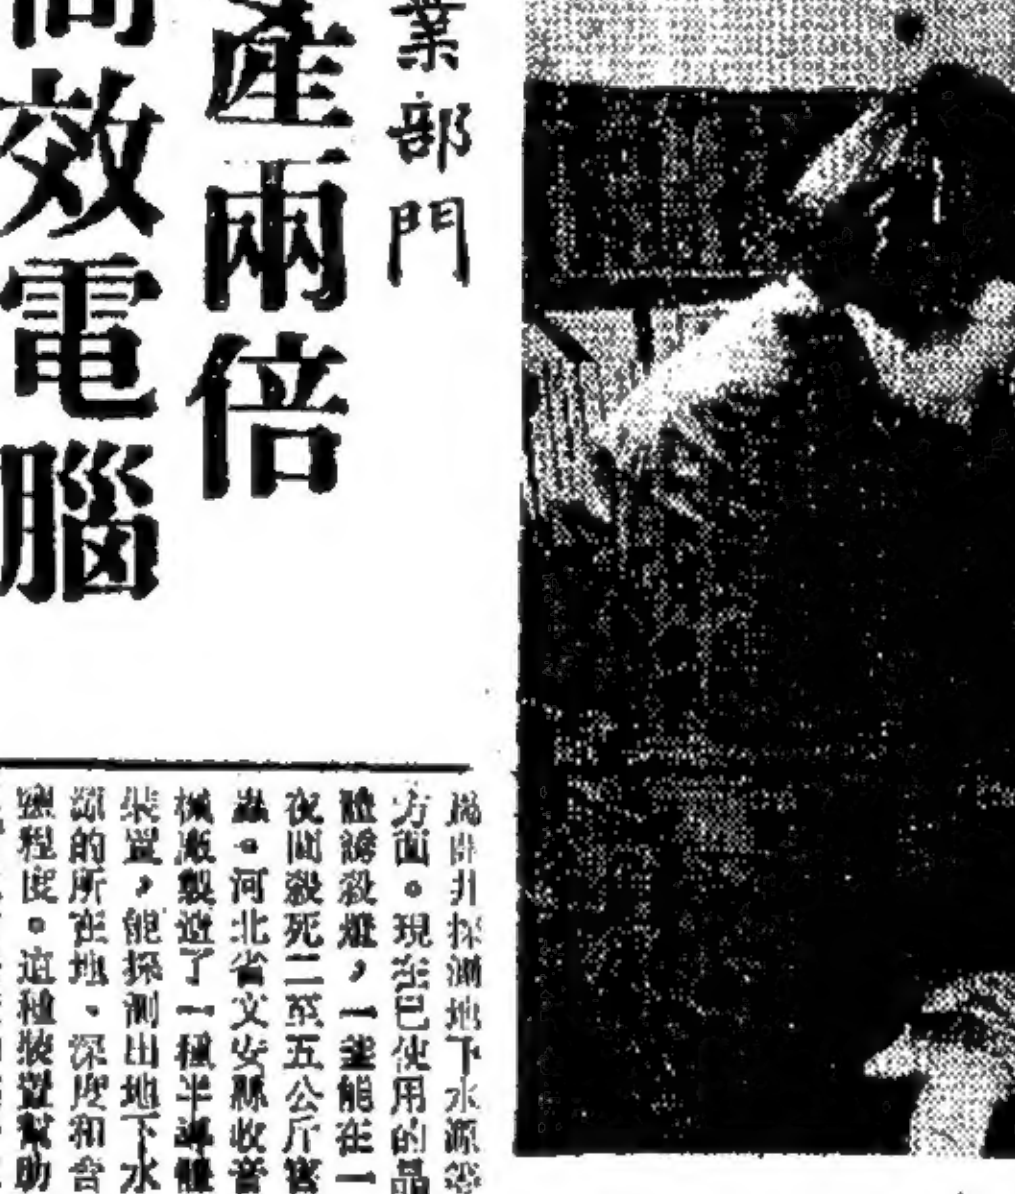 業部門
產兩倍
高效電腦
爲開井探測地下水源等
方面。現在已使用的晶
體誘殺燈，一盞能在一
夜間殺死二至五公斤害
蟲。河北省文安縣收音
機廠製造了一種半導體
裝置，能探測出地下水
源的所在地、深度和含
鹽程度。這種裝置幫助